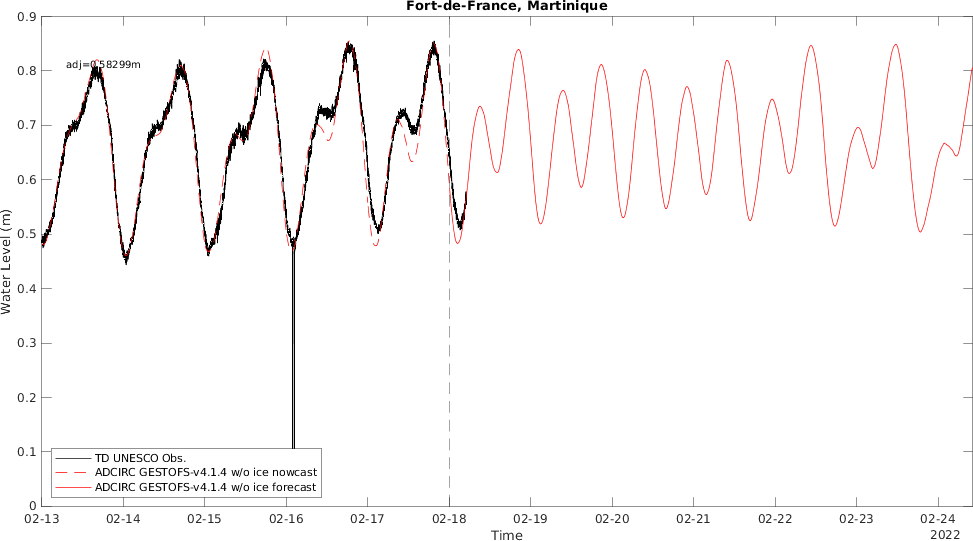 Fort-de-France, Martinique
0.9
0.8
0.7
0.6
0.5
0.4
0.3
0.2
0.1
0
Water Level (m)
adj=0.58299m
TD UNESCO Obs.
ADCIRC GESTOFS-v4.1.4 w/o ice nowcast
ADCIRC GESTOFS-v4.1.4 w/o ice forecast
02-13 02-14 02-15 02-16 02-17 02-18 02-19 02-20 02-21 02-22 02-23 02-24
Time
2022